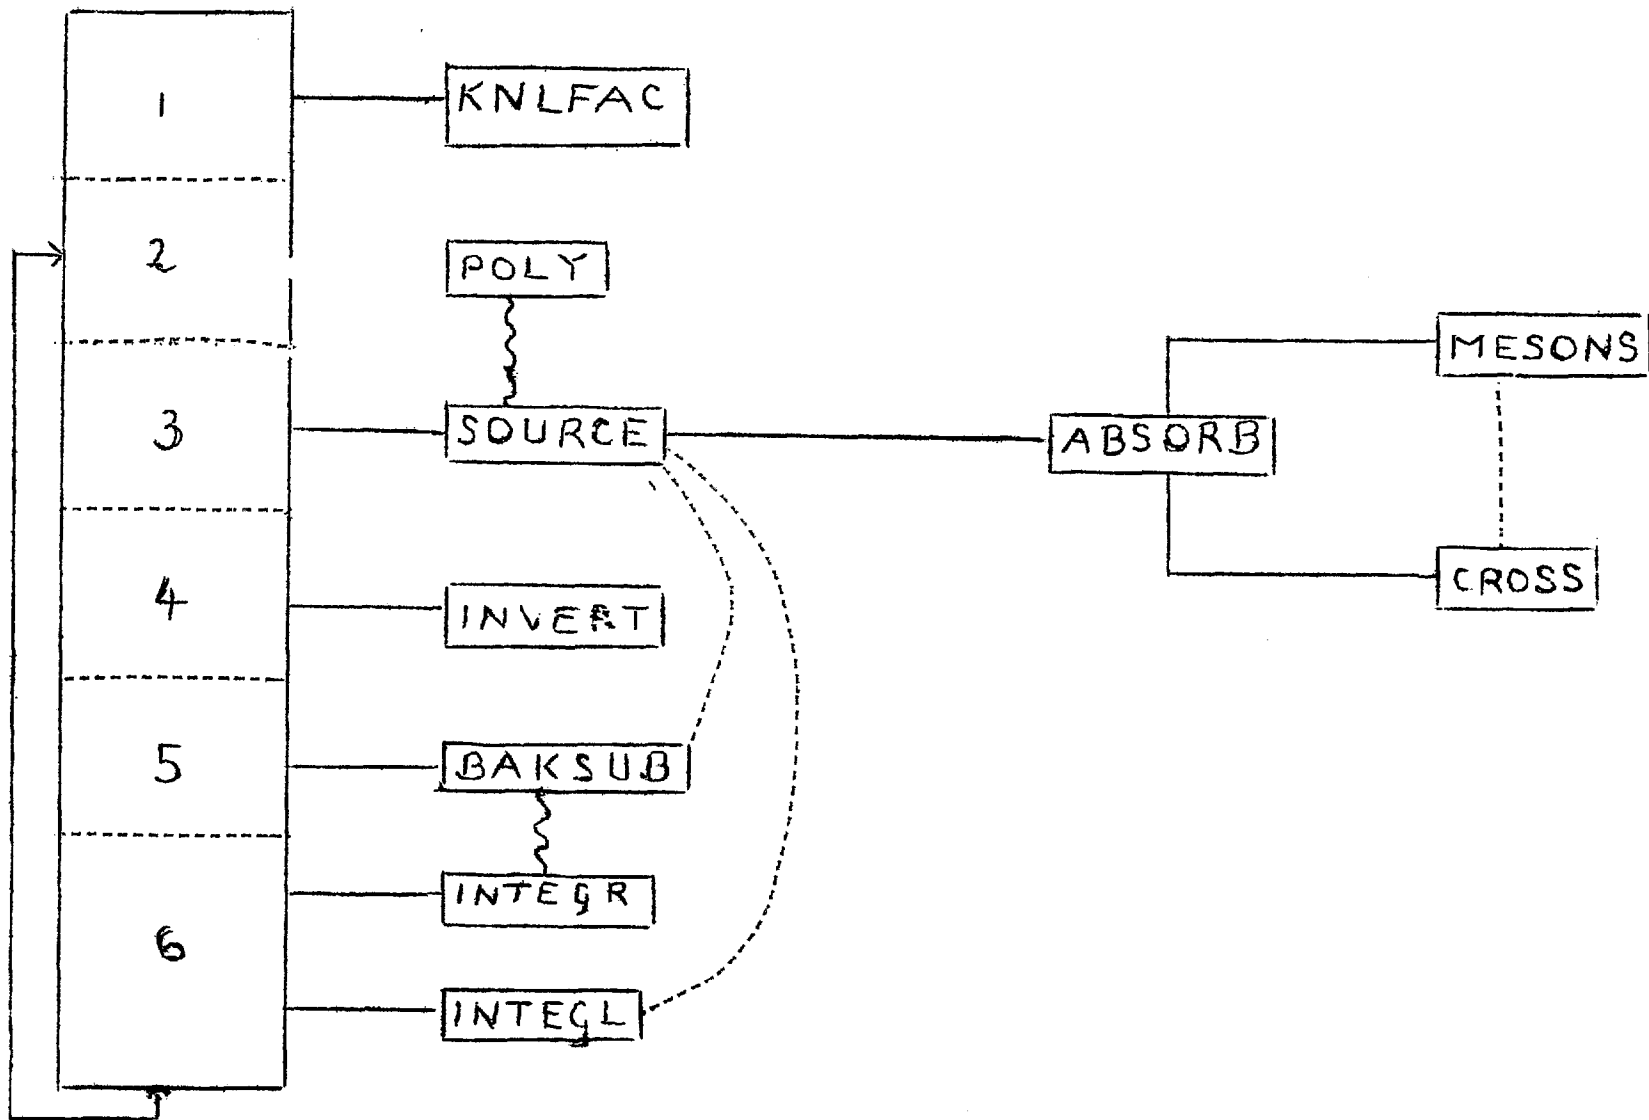 1
KNLFAC
2
POLY
MESONS
3
SOURCE
ABSORB
4
INVERT
CROSS
5
BAKSUB
INTEGR
6
INTEGL